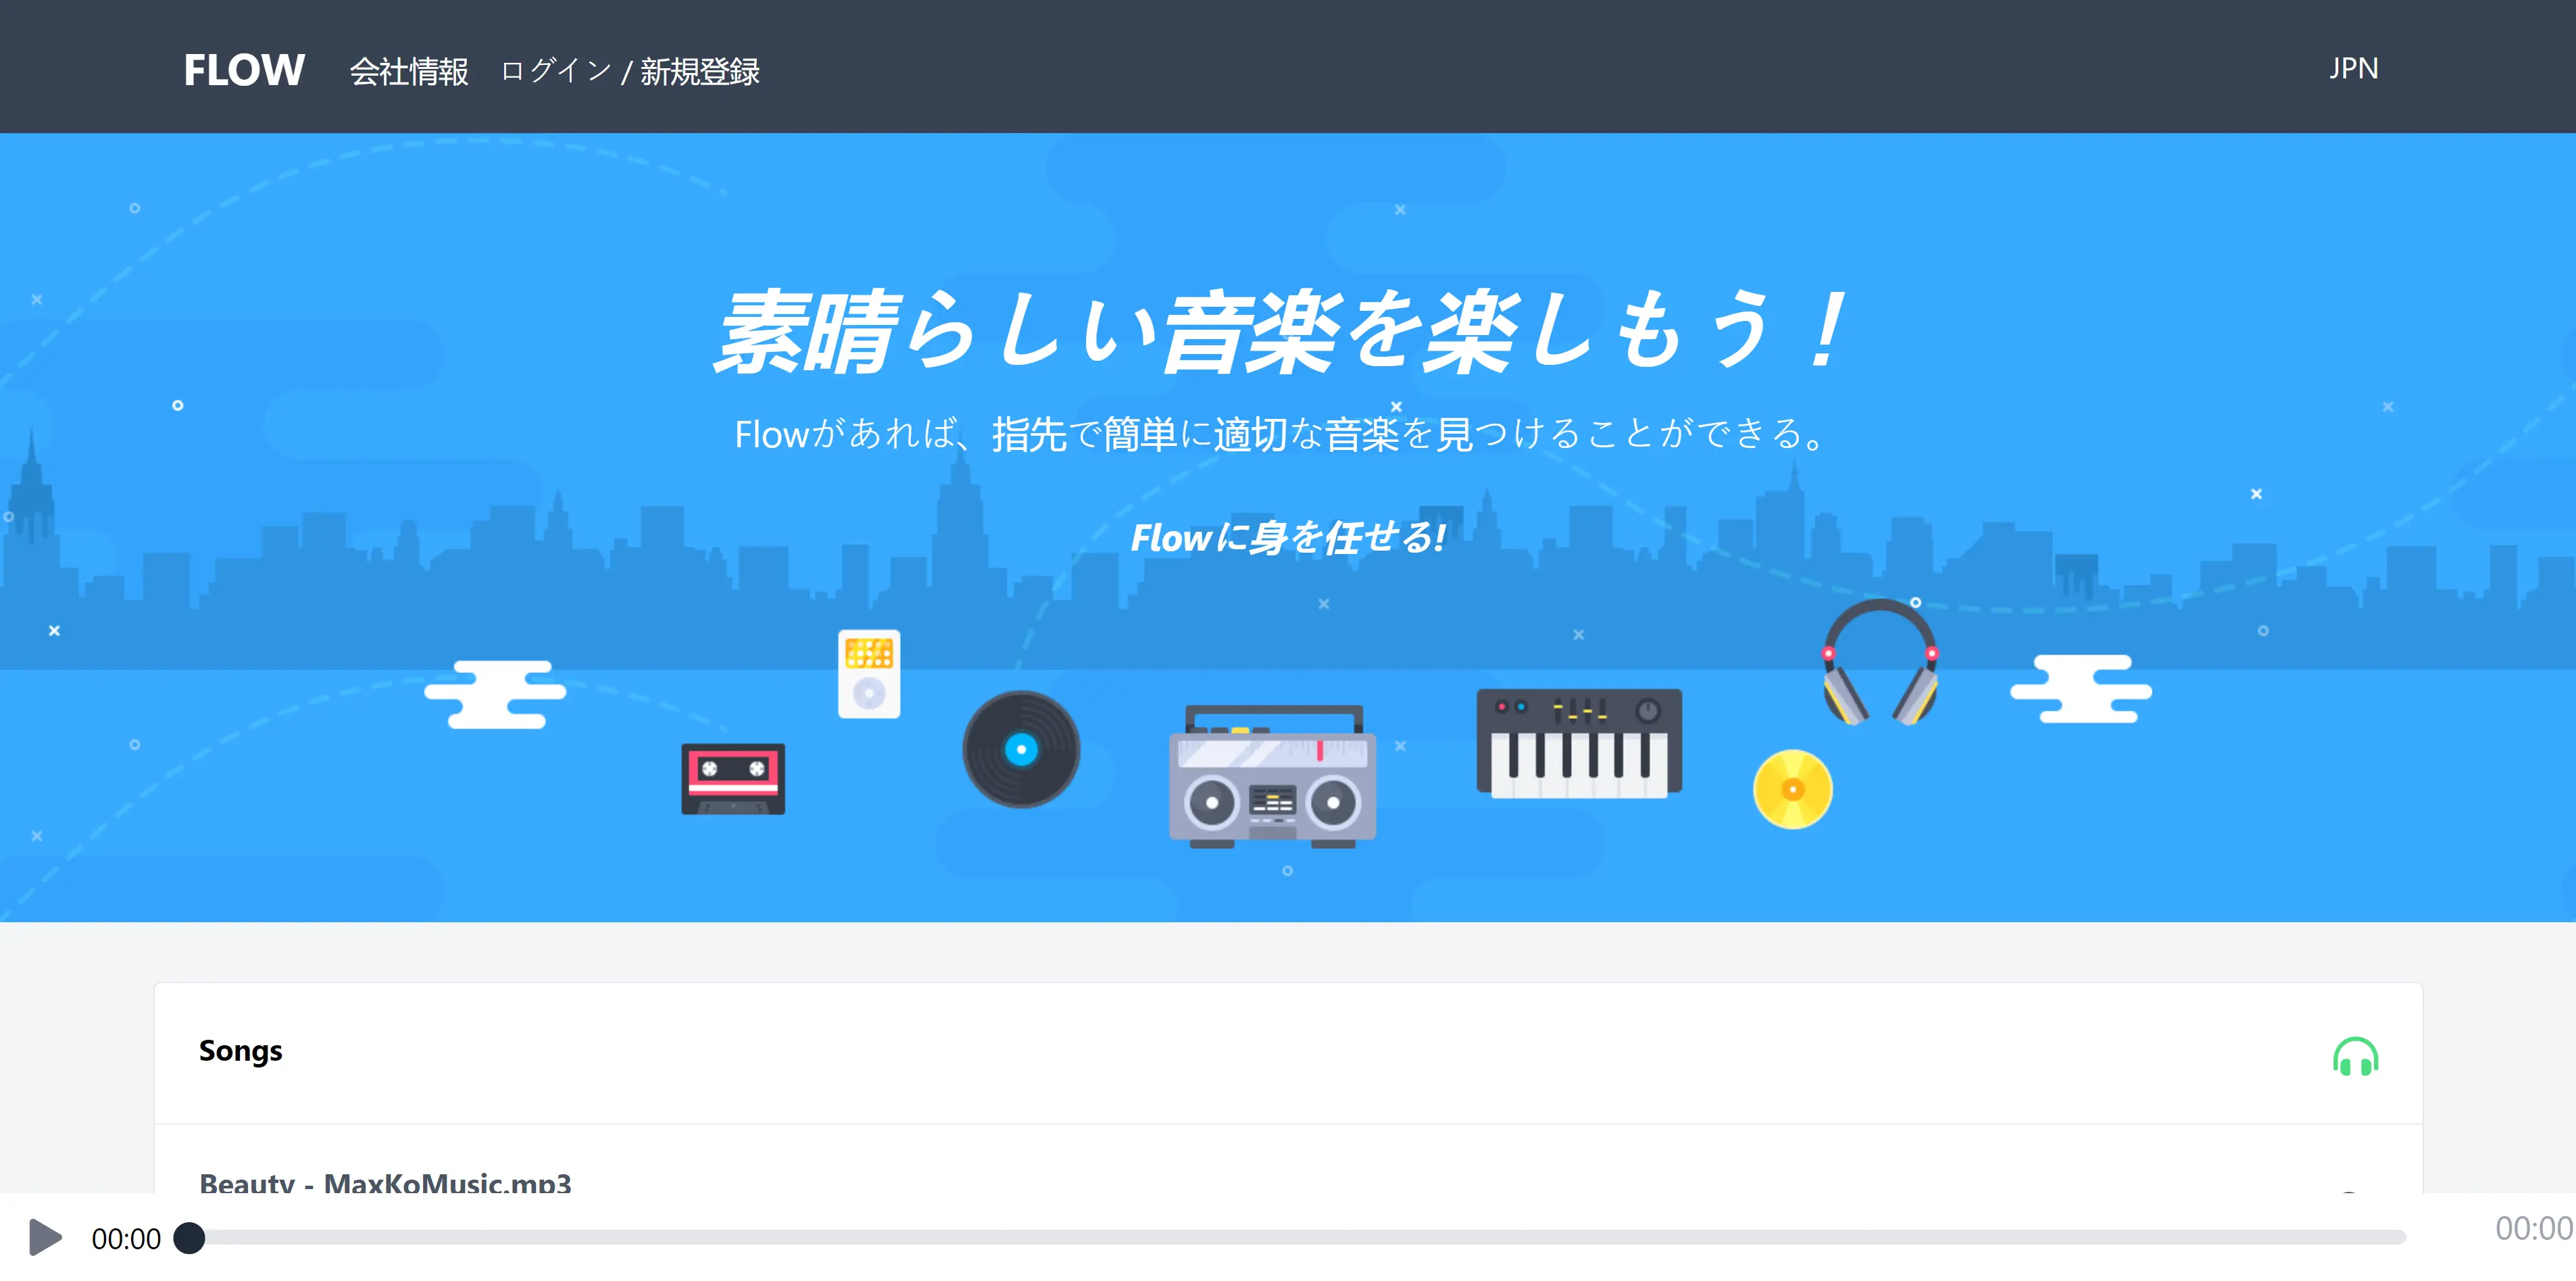 FLOW 会社情報 ログイン / 新規登録 JPN
素晴らしい音楽を楽しもう！
Flowがあれば、指先で簡単に適切な音楽を見つけることができる。
Flowに身を任せる!
Songs
Beauty - MaxKoMusic.mp3
00:00 00:00